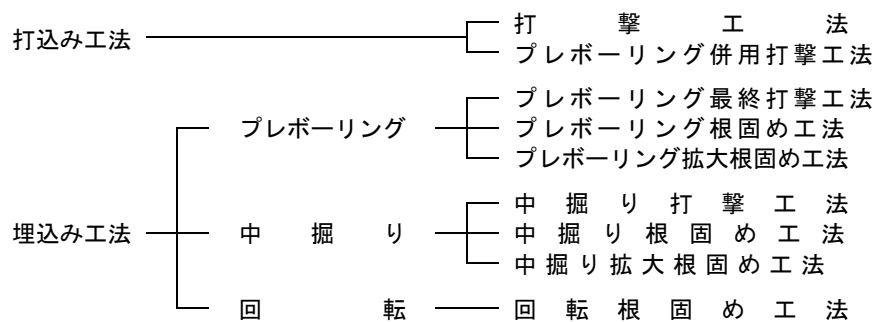 打撃工法
打込み工法
プレボーリング併用打撃工法
プレボーリング最終打撃工法
プレボーリング プレボーリング根固め工法
プレボーリング拡大根固め工法
中掘り打撃工法
埋込み工法 中掘り 中掘り根固め工法
中掘り拡大根固め工法
回転 回転根固め工法